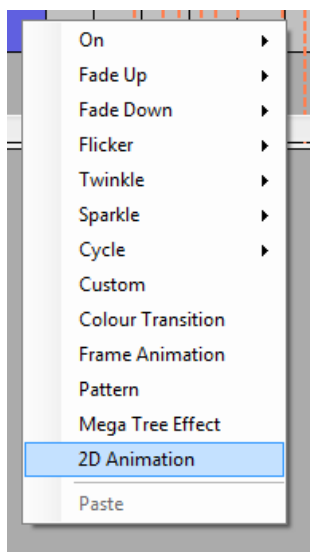 On
Fade Up
Fade Down
Flicker
Twinkle
Sparkle
Cycle
Custom
Colour Transition
Frame Animation
Pattern
Mega Tree Effect
2D Animation
Paste